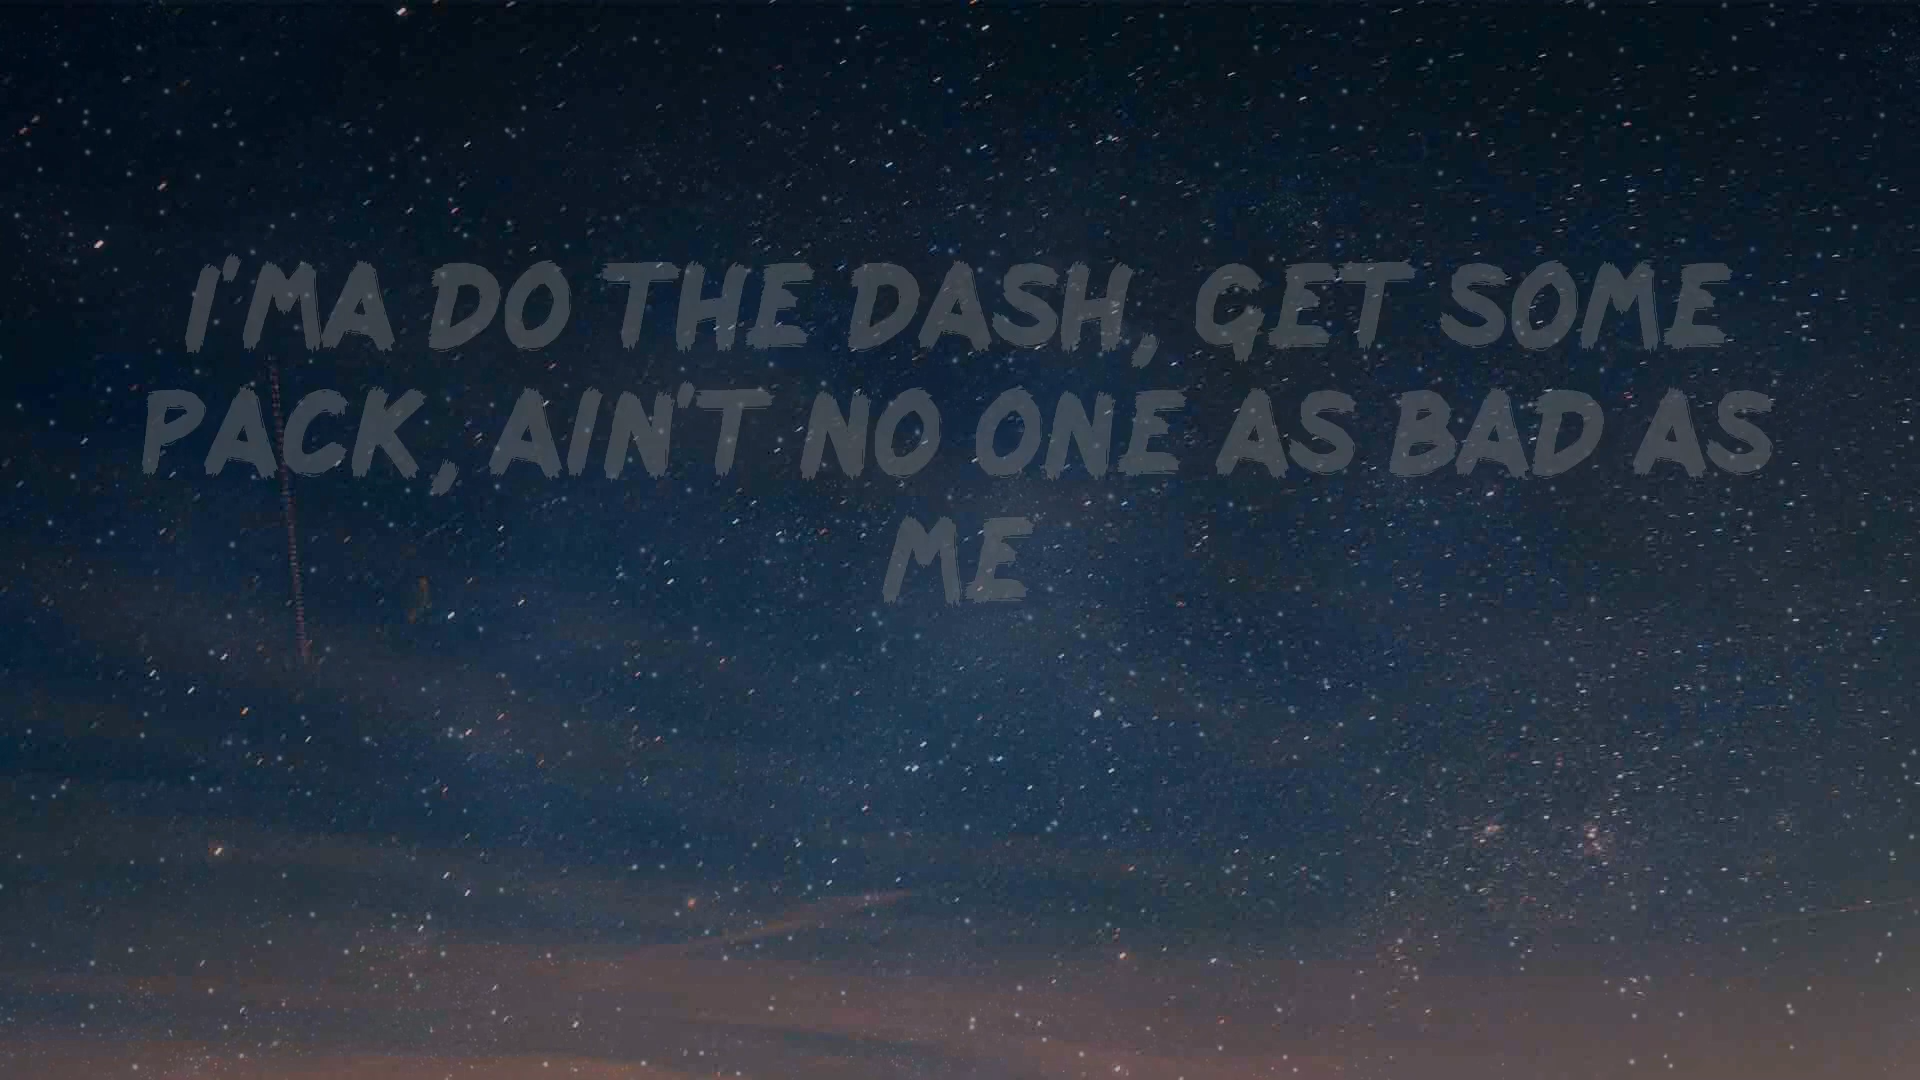 I'MA DO THE DASH, GET SOME
PACK, AIN'T NO ONE AS BAD AS
ME